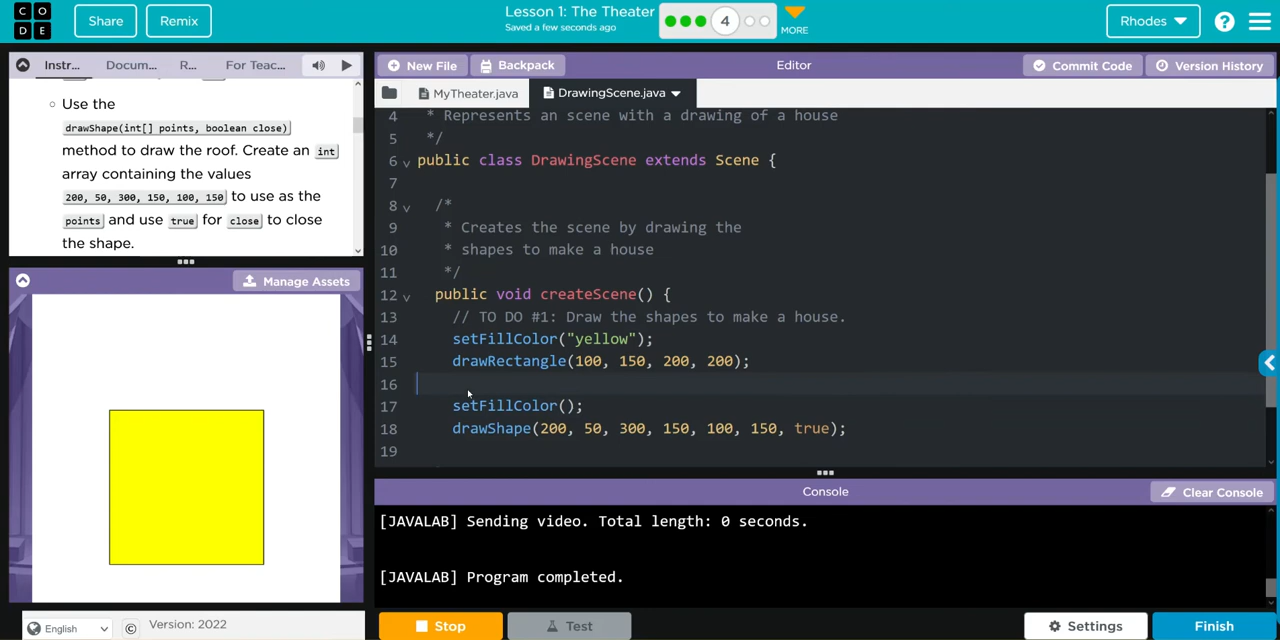 C O
D E
Share
Remix
Lesson 1: The Theater
Saved a few seconds ago
4
MORE
Rhodes
?
Instr...
Docum...
R...
For Teac...
Use the
drawShape(int[] points, boolean close)
method to draw the roof. Create an int
array containing the values
200, 50, 300, 150, 100, 150 to use as the
points and use true for close to close
the shape.
Manage Assets
English
©
Version: 2022
New File
Backpack
Editor
Commit Code
Version History
MyTheater.java
DrawingScene.java
4 * Represents an scene with a drawing of a house
5 */
6 public class DrawingScene extends Scene {
7
8 /*
9 * Creates the scene by drawing the
10 * shapes to make a house
11 */
12 public void createScene() {
13 // TO DO #1: Draw the shapes to make a house.
14 setFillColor("yellow");
15 drawRectangle(100, 150, 200, 200);
16
17 setFillColor();
18 drawShape(200, 50, 300, 150, 100, 150, true);
19
Console
Clear Console
[JAVALAB] Sending video. Total length: 0 seconds.
[JAVALAB] Program completed.
Stop
Test
Settings
Finish